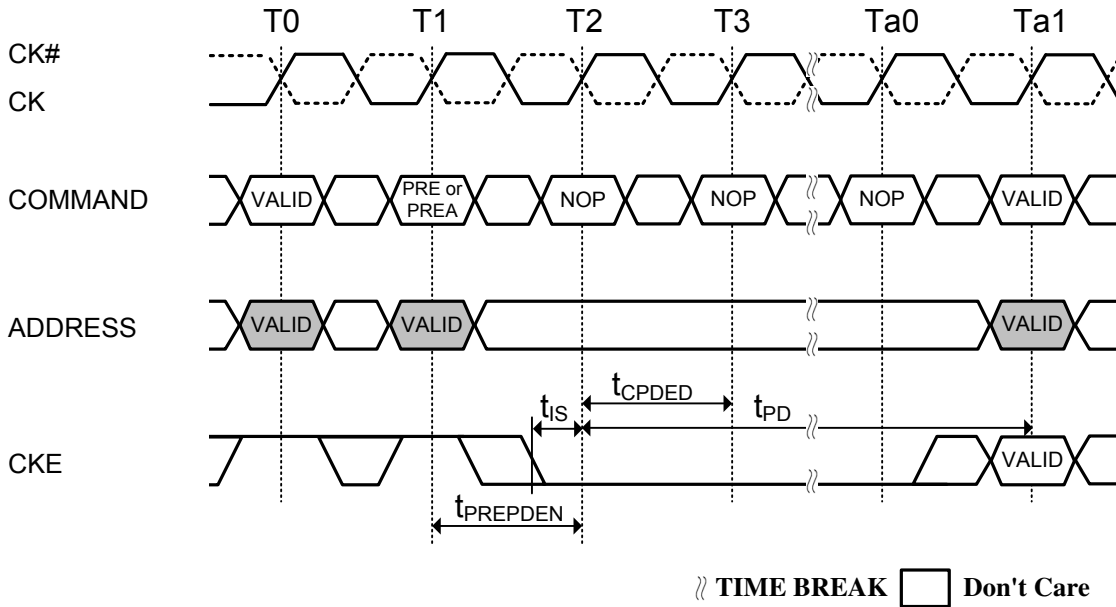 T0 T1 T2 T3 Ta0 Ta1
CK#
CK
COMMAND VALID PRE or PREA NOP NOP NOP VALID
ADDRESS VALID VALID VALID
tCPDED
tIS tPD
CKE VALID
tPREPDEN
TIME BREAK Don't Care